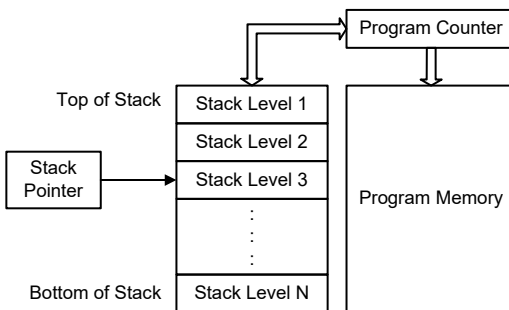 Program Counter
Top of Stack
Stack Level 1
Stack Level 2
Stack
Pointer
Stack Level 3
Program Memory
:
:
:
Bottom of Stack
Stack Level N